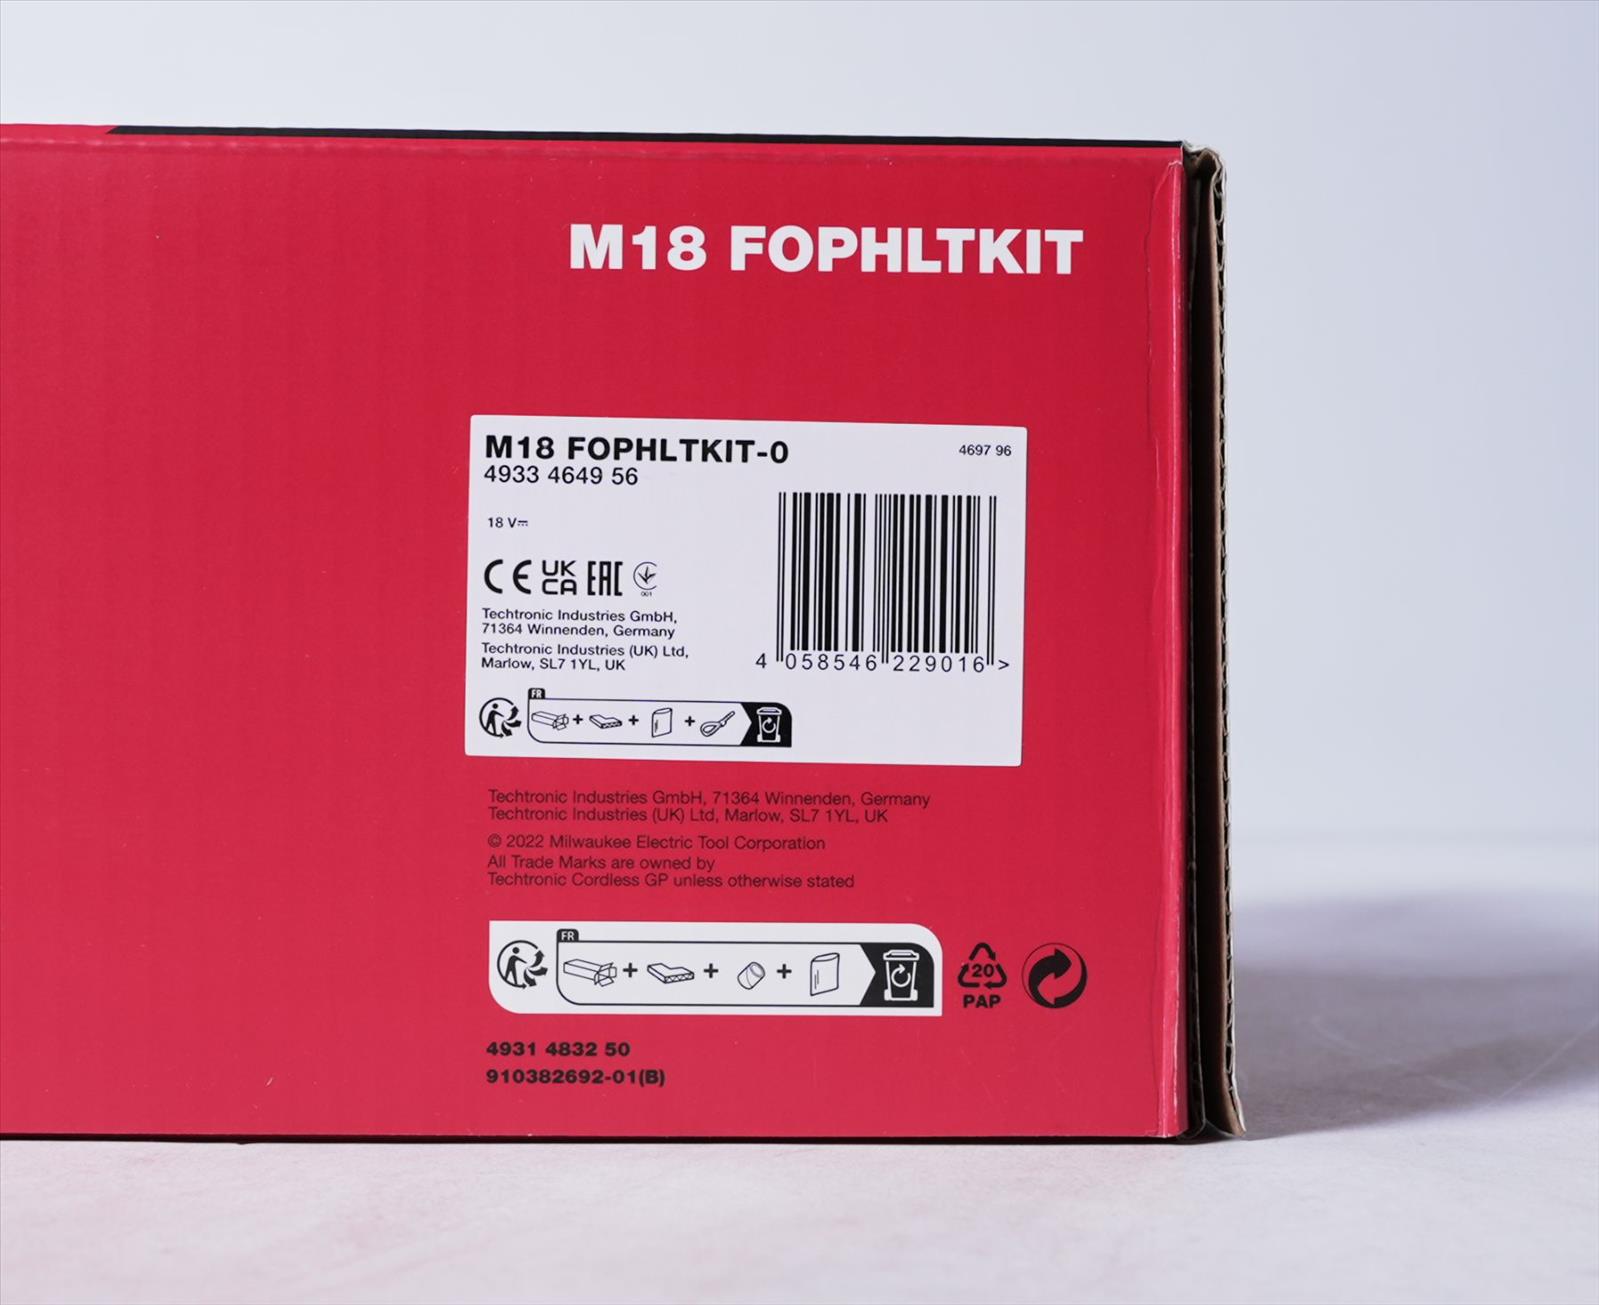 M18 FOPHLTKIT
M18 FOPHLTKIT-0
4697 96
4933 4649 56
18 V
CE UK CA EAC
001
Techtronic Industries GmbH,
71364 Winnenden, Germany
Techtronic Industries (UK) Ltd,
Marlow, SL7 1YL, UK
4 058546 229016 >
FR
+ + +
Techtronic Industries GmbH, 71364 Winnenden, Germany
Techtronic Industries (UK) Ltd, Marlow, SL7 1YL, UK
© 2022 Milwaukee Electric Tool Corporation
All Trade Marks are owned by
Techtronic Cordless GP unless otherwise stated
FR
+ + +
20
PAP
4931 4832 50
910382692-01(B)